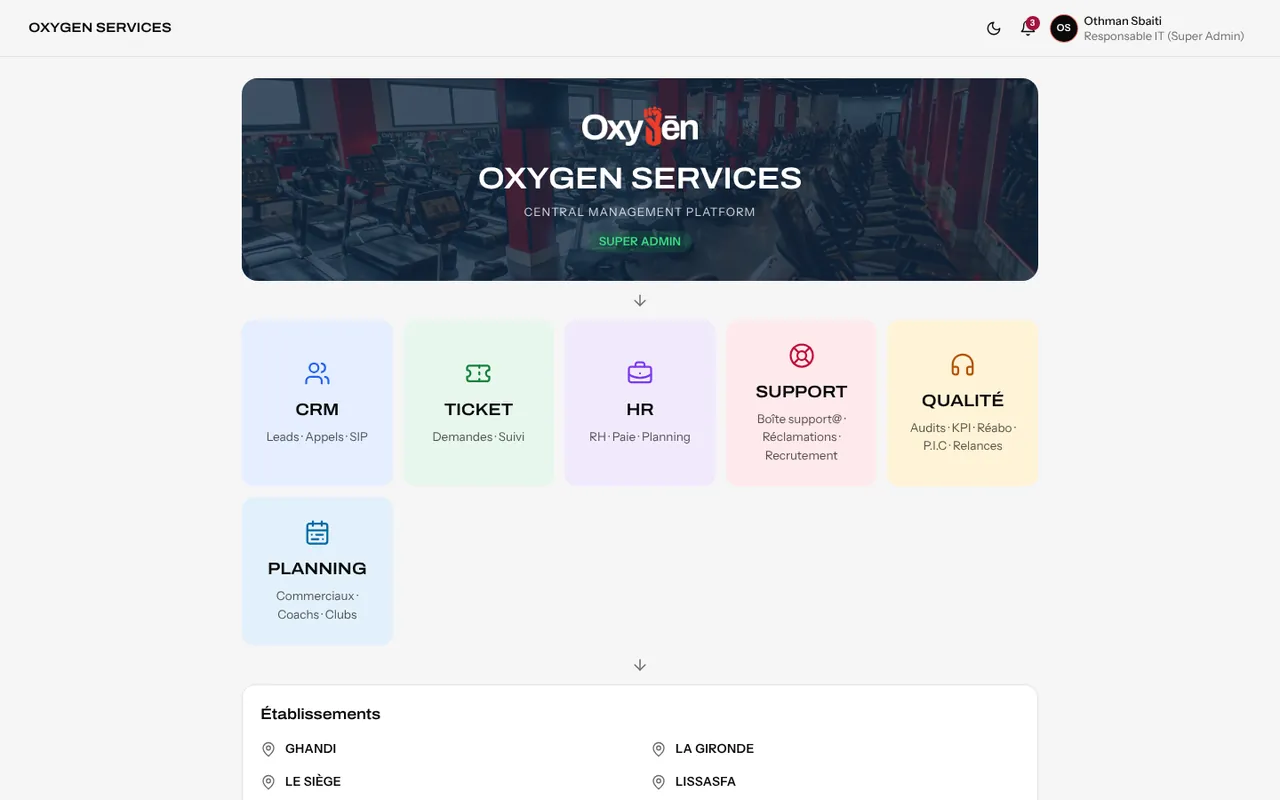 OXYGEN SERVICES
3
OS
Othman Sbaiti
Responsable IT (Super Admin)
Oxygēn
OXYGEN SERVICES
CENTRAL MANAGEMENT PLATFORM
SUPER ADMIN
CRM
Leads · Appels · SIP
TICKET
Demandes · Suivi
HR
RH · Paie · Planning
SUPPORT
Boîte support@ ·
Réclamations ·
Recrutement
QUALITÉ
Audits · KPI · Réabo ·
P.I.C · Relances
PLANNING
Commerciaux ·
Coachs · Clubs
Établissements
GHANDI
LA GIRONDE
LE SIÈGE
LISSASFA